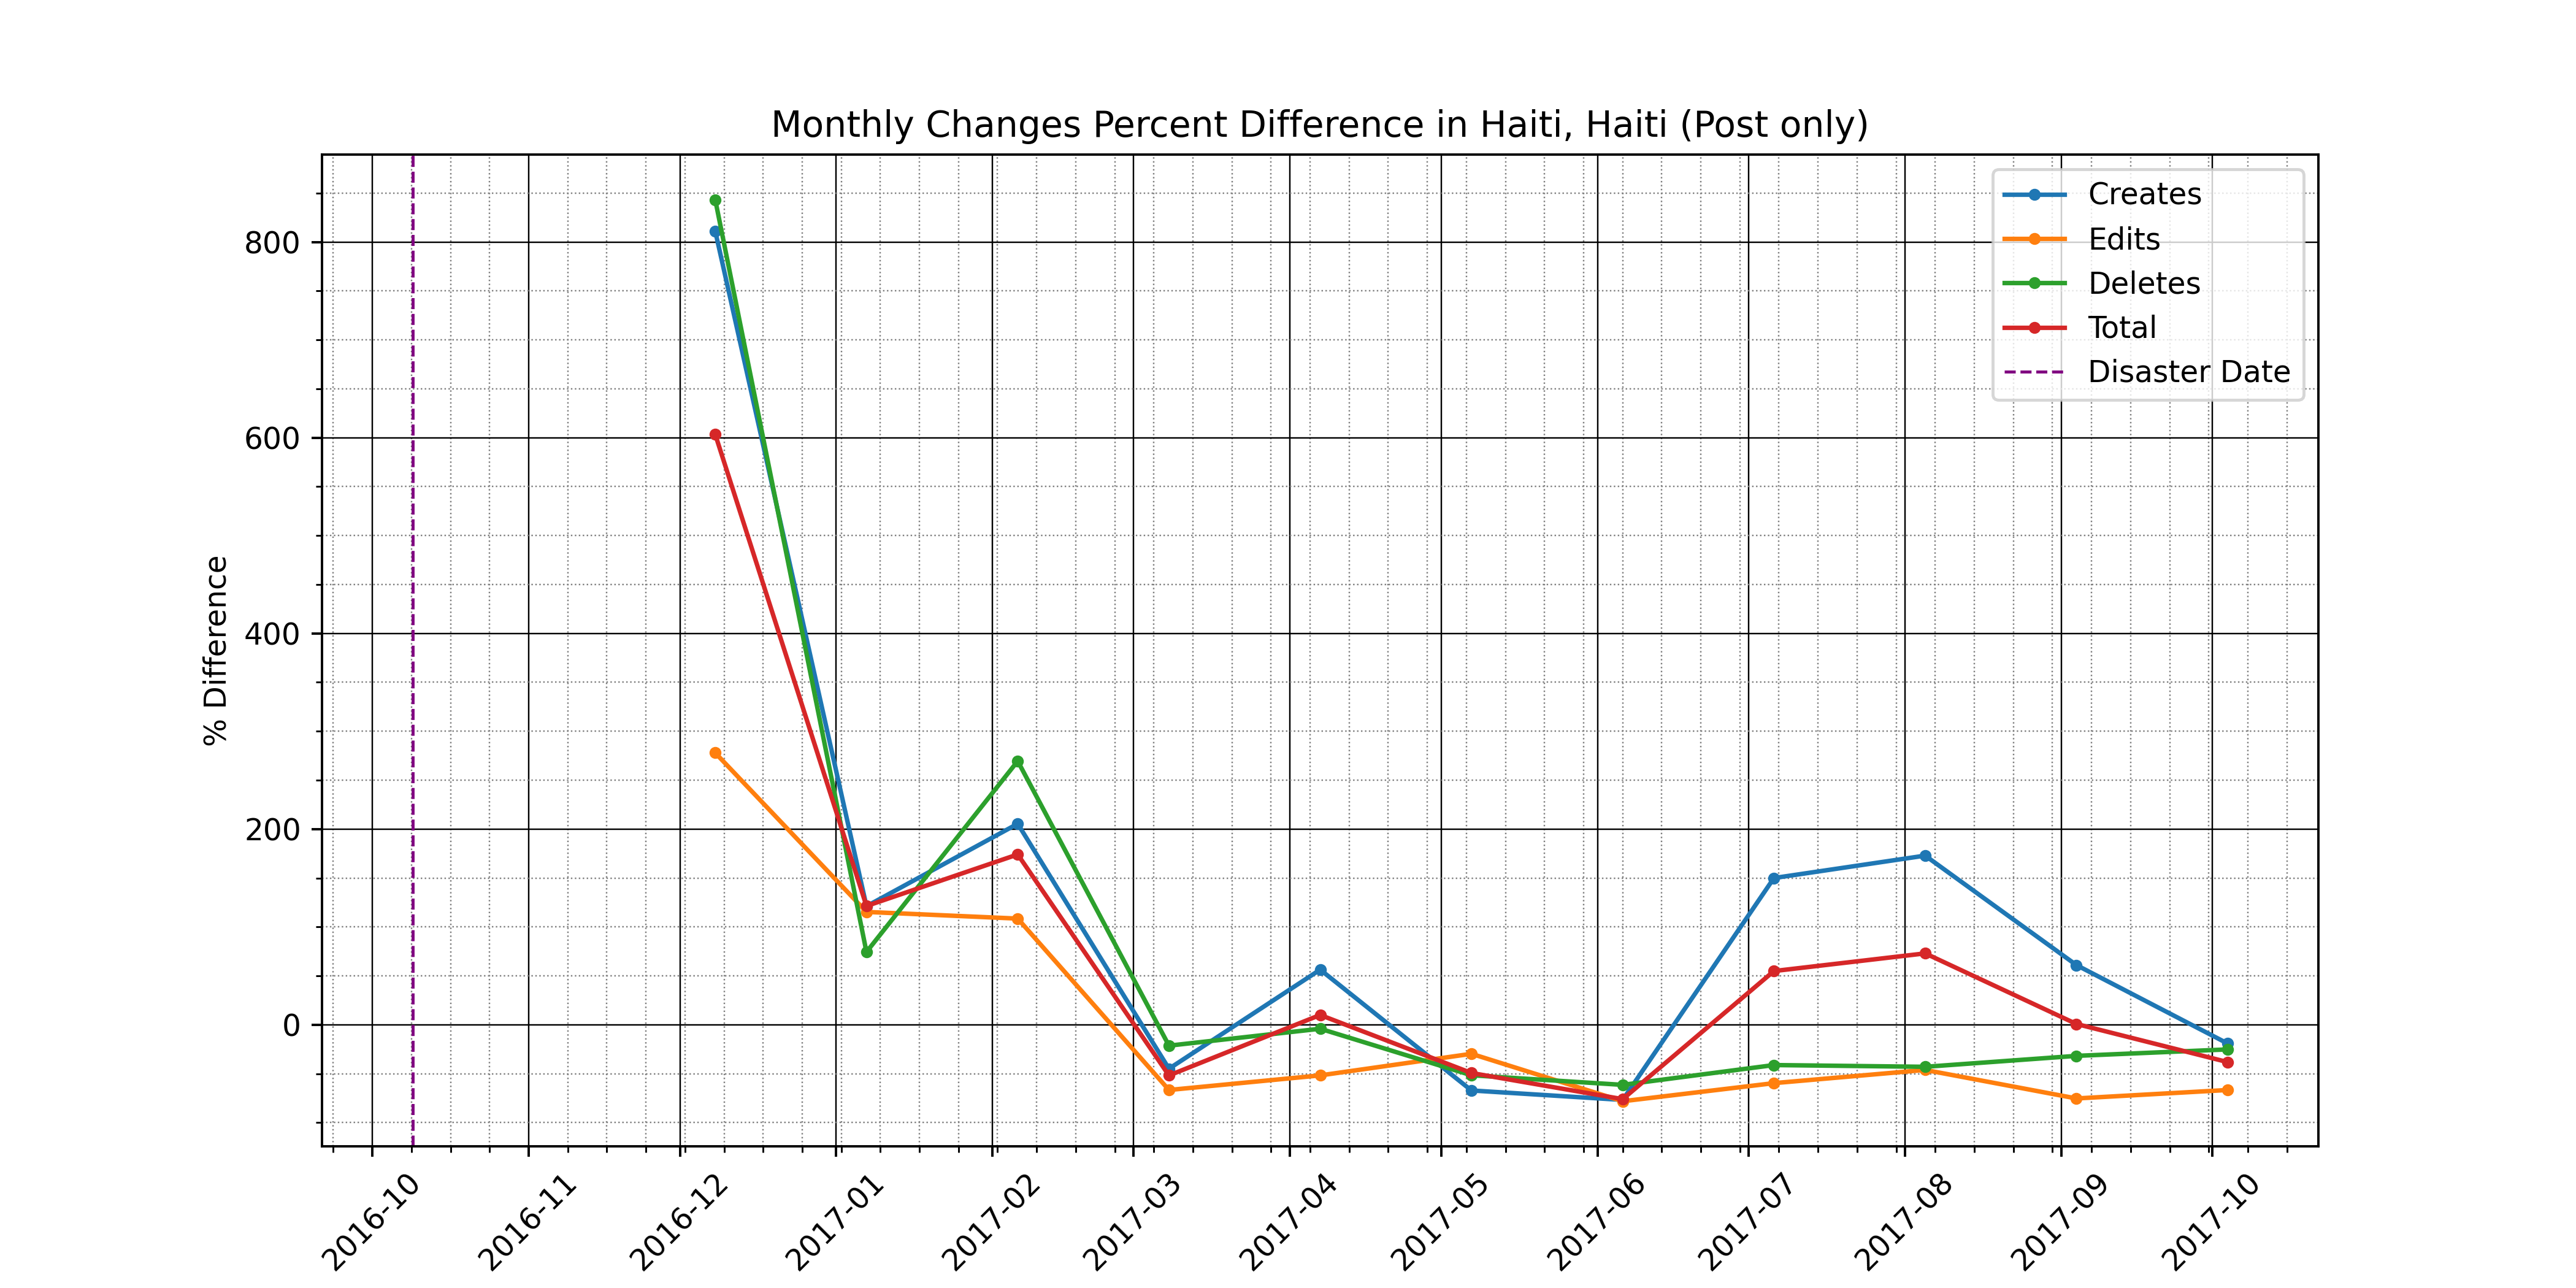 Monthly Changes Percent Difference in Haiti, Haiti (Post only)
% Difference
800
600
400
200
0
Creates
Edits
Deletes
Total
Disaster Date
2016-10
2016-11
2016-12
2017-01
2017-02
2017-03
2017-04
2017-05
2017-06
2017-07
2017-08
2017-09
2017-10